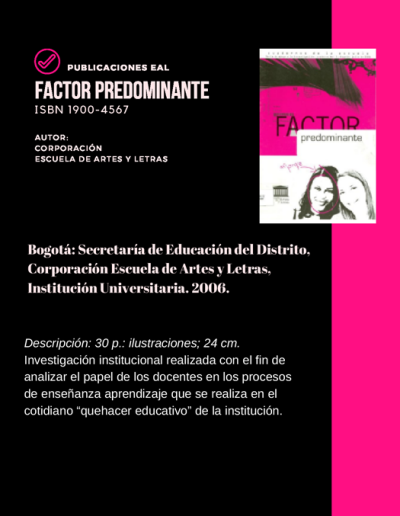 PUBLICACIONES EAL
FACTOR PREDOMINANTE
ISBN 1900-4567
AUTOR:
CORPORACIÓN
ESCUELA DE ARTES Y LETRAS
FACTOR
predominante
Bogotá: Secretaría de Educación del Distrito,
Corporación Escuela de Artes y Letras,
Institución Universitaria. 2006.
Descripción: 30 p.: ilustraciones; 24 cm.
Investigación institucional realizada con el fin de
analizar el papel de los docentes en los procesos
de enseñanza aprendizaje que se realiza en el
cotidiano “quehacer educativo” de la institución.